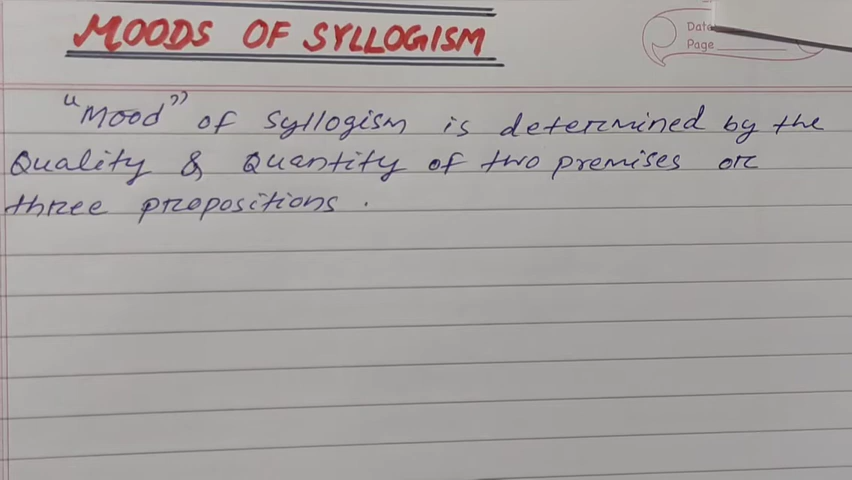 MOODS OF SYLLOGISM
Date
Page
"Mood" of syllogism is determined by the
Quality & Quantity of two premises or
three propositions.